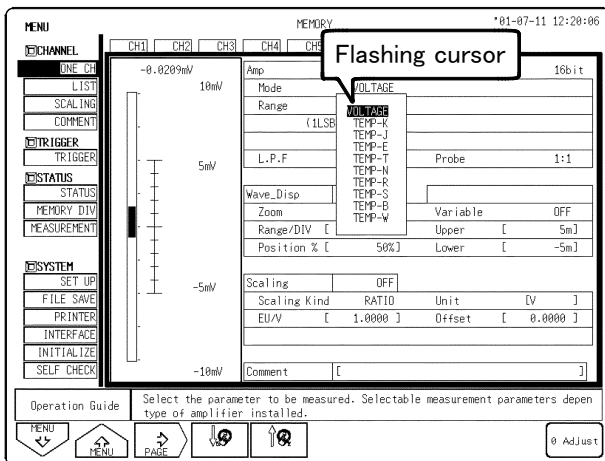 MENU
MEMORY
'01-07-11 12:20:06
CHANNEL
ONE CH
LIST
SCALING
COMMENT
TRIGGER
TRIGGER
STATUS
STATUS
MEMORY DIV
MEASUREMENT
SYSTEM
SET UP
FILE SAVE
PRINTER
INTERFACE
INITIALIZE
SELF CHECK
CH1 CH2 CH3 CH4 CH5
Flashing cursor
-0.0209mV
10mV
5mV
-5mV
-10mV
Amp 16bit
Mode VOLTAGE
Range
(1LSB
VOLTAGE
TEMP-K
TEMP-J
TEMP-E
TEMP-T
TEMP-N
TEMP-R
TEMP-S
TEMP-B
TEMP-W
L.P.F Probe 1:1
Wave_Disp
Zoom Variable OFF
Range/DIV [ Upper [ 5m]
Position % [ 50%] Lower [ -5m]
Scaling OFF
Scaling Kind RATIO Unit [V ]
EU/V [ 1.0000 ] Offset [ 0.0000 ]
Comment [ ]
Operation Guide
Select the parameter to be measured. Selectable measurement parameters depen
type of amplifier installed.
MENU
MENU
PAGE
0 Adjust